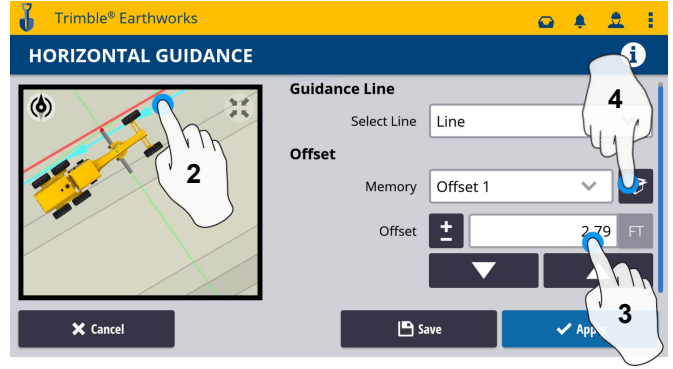 Trimble® Earthworks
HORIZONTAL GUIDANCE
i
Guidance Line
Select Line Line
Offset
Memory Offset 1
Offset ± 2.79 FT
Cancel
Save
Apply
2
3
4